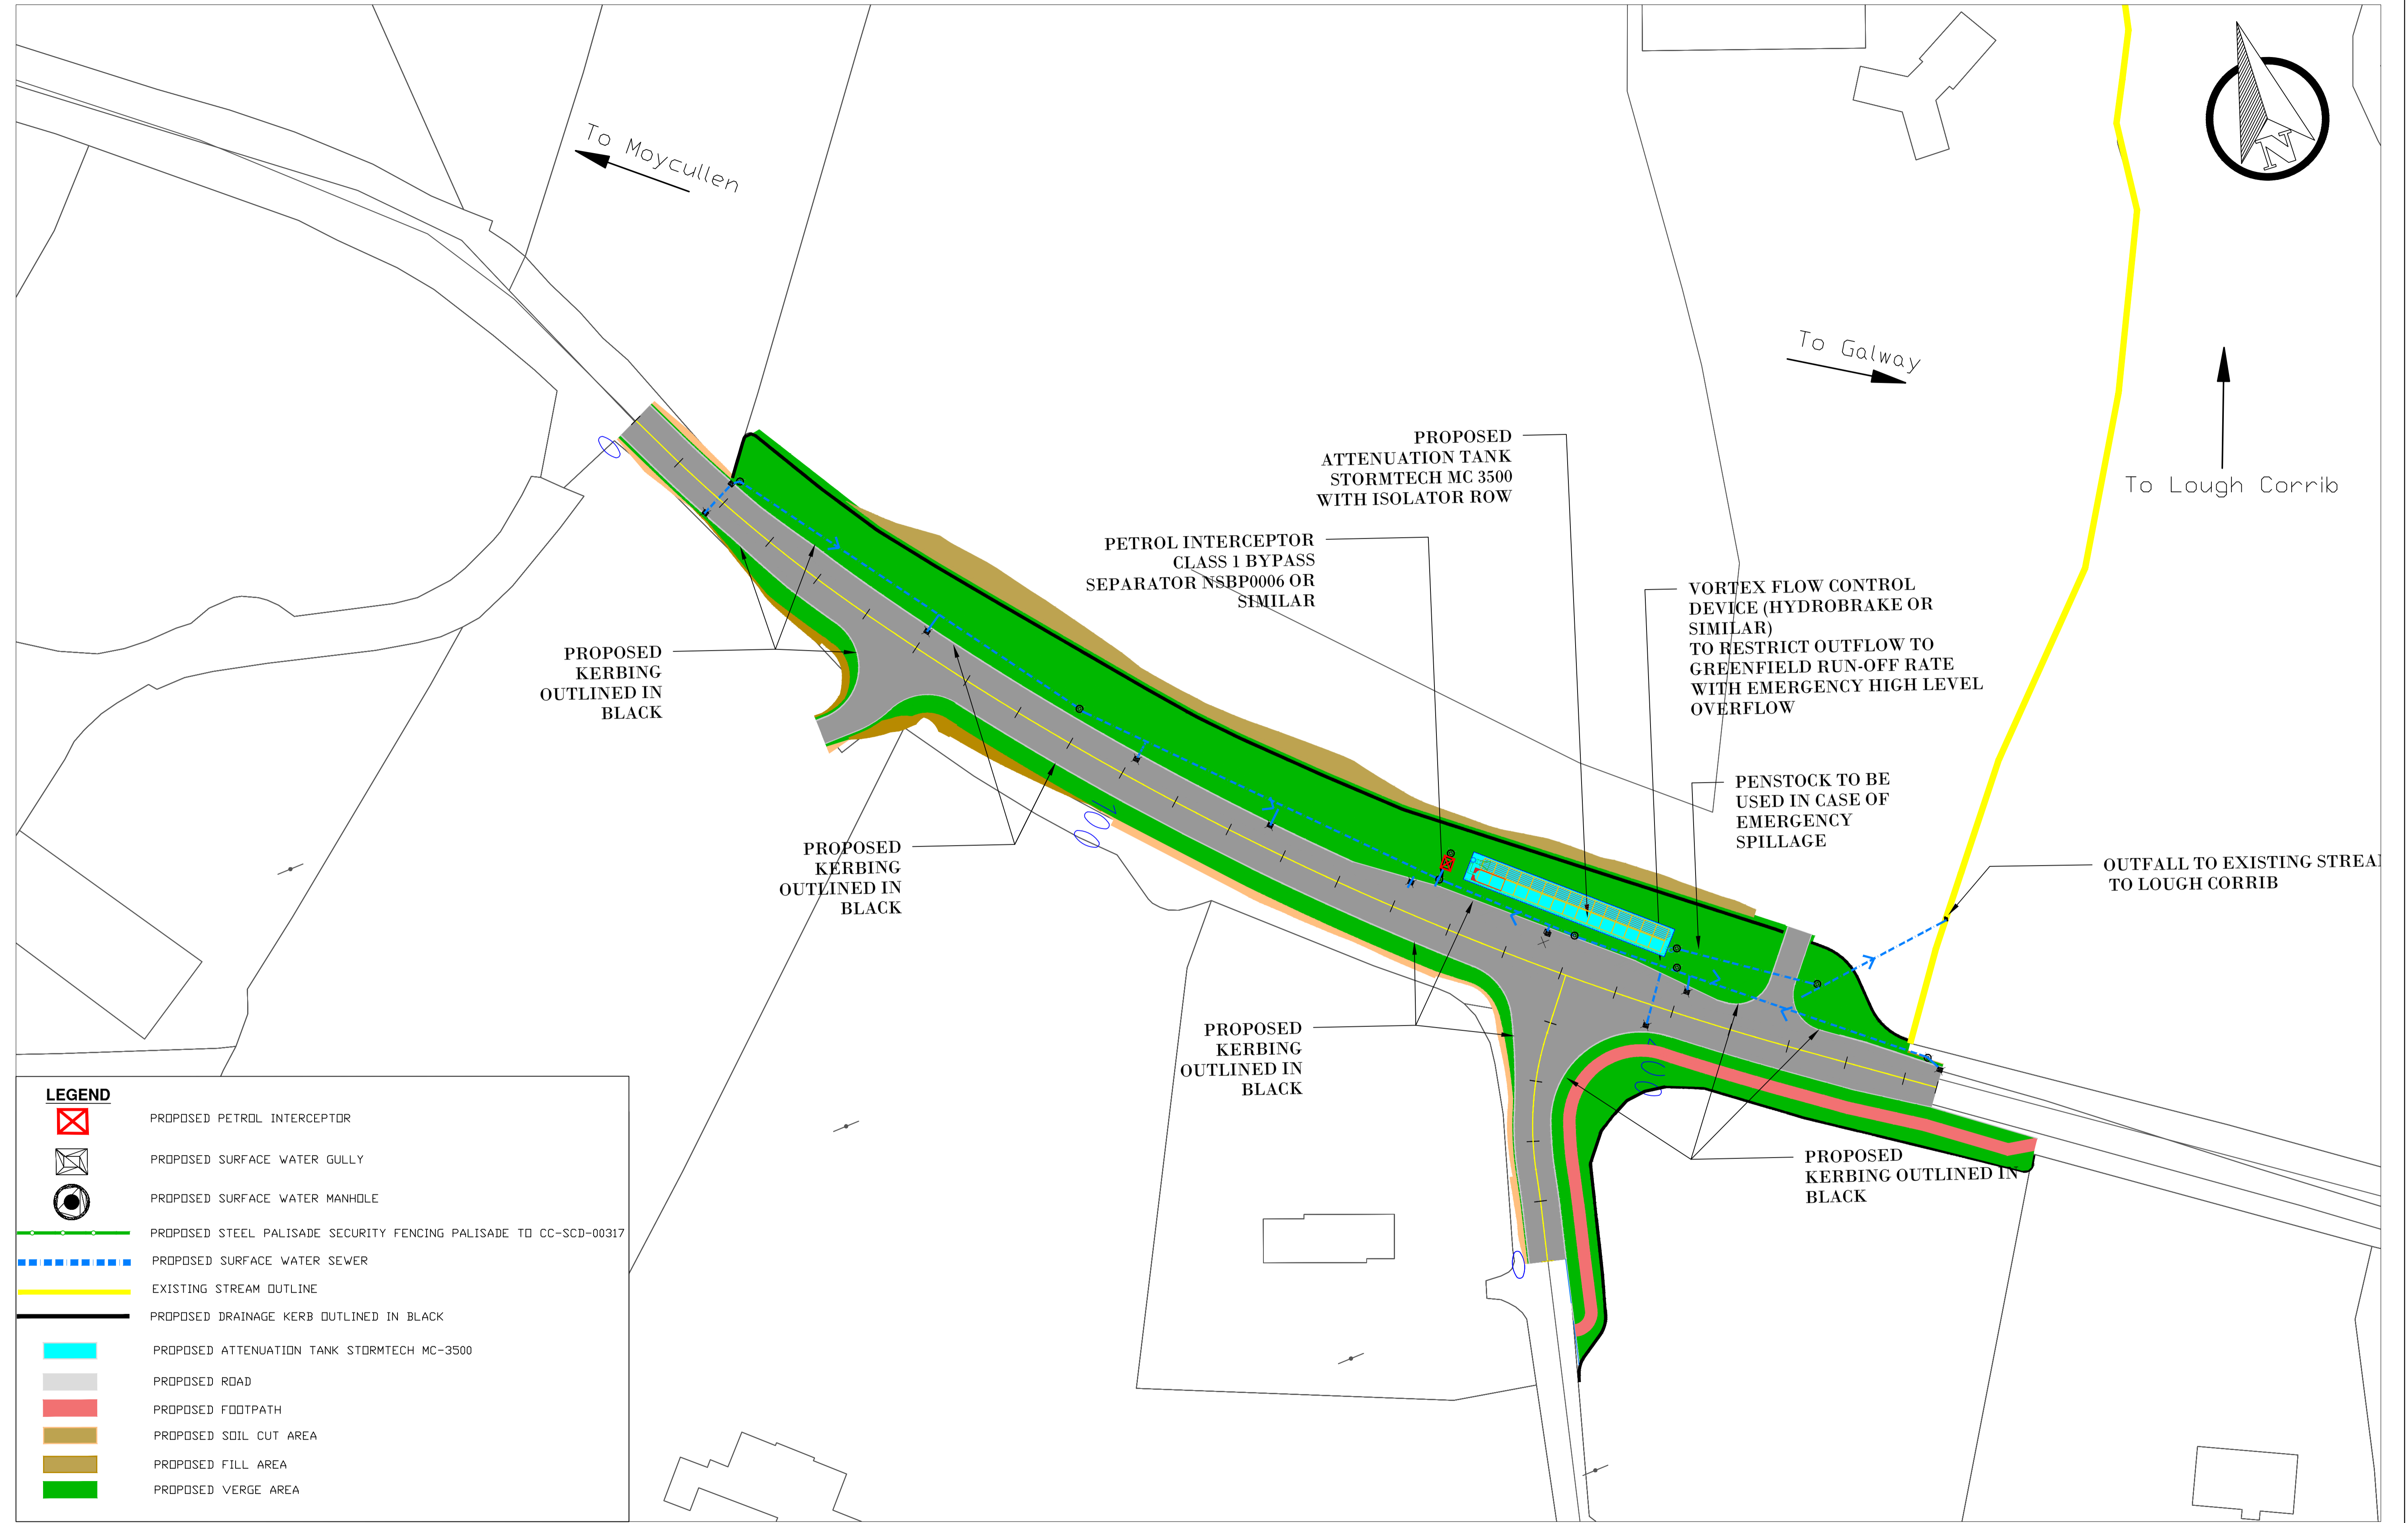 To Moycullen
N
To Galway
To Lough Corrib
PROPOSED
ATTENUATION TANK
STORMTECH MC 3500
WITH ISOLATOR ROW
PETROL INTERCEPTOR
CLASS 1 BYPASS
SEPARATOR NSBP0006 OR
SIMILAR
VORTEX FLOW CONTROL
DEVICE (HYDROBRAKE OR
SIMILAR)
TO RESTRICT OUTFLOW TO
GREENFIELD RUN-OFF RATE
WITH EMERGENCY HIGH LEVEL
OVERFLOW
PROPOSED
KERBING
OUTLINED IN
BLACK
PENSTOCK TO BE
USED IN CASE OF
EMERGENCY
SPILLAGE
PROPOSED
KERBING
OUTLINED IN
BLACK
OUTFALL TO EXISTING
TO LOUGH CORRIB
PROPOSED
KERBING
OUTLINED IN
BLACK
PROPOSED
KERBING OUTLINED IN
BLACK
LEGEND
PROPOSED PETROL INTERCEPTOR
PROPOSED SURFACE WATER GULLY
PROPOSED SURFACE WATER MANHOLE
PROPOSED STEEL PALISADE SECURITY FENCING PALISADE TO CC-SCD-00317
PROPOSED SURFACE WATER SEWER
EXISTING STREAM OUTLINE
PROPOSED DRAINAGE KERB OUTLINED IN BLACK
PROPOSED ATTENUATION TANK STORMTECH MC-3500
PROPOSED ROAD
PROPOSED FOOTPATH
PROPOSED SOIL CUT AREA
PROPOSED FILL AREA
PROPOSED VERGE AREA